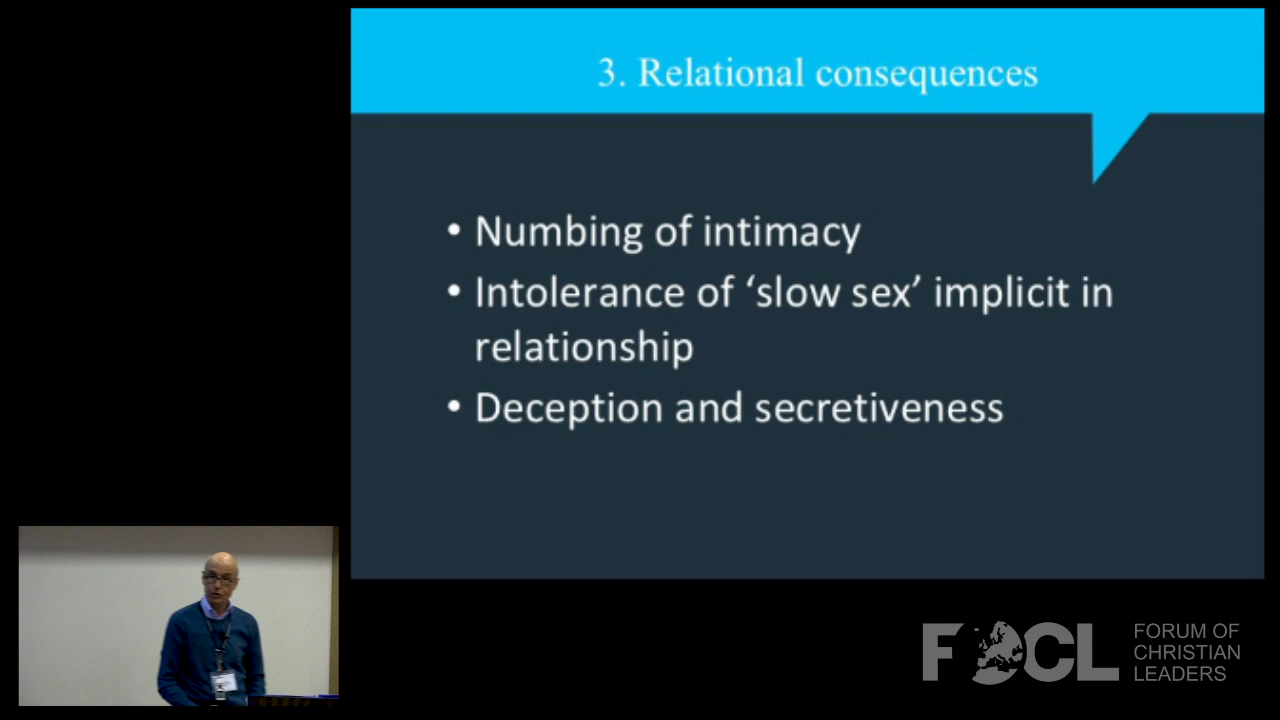 3. Relational consequences
• Numbing of intimacy
• Intolerance of ‘slow sex’ implicit in
relationship
• Deception and secretiveness
FOCL
FORUM OF
CHRISTIAN
LEADERS